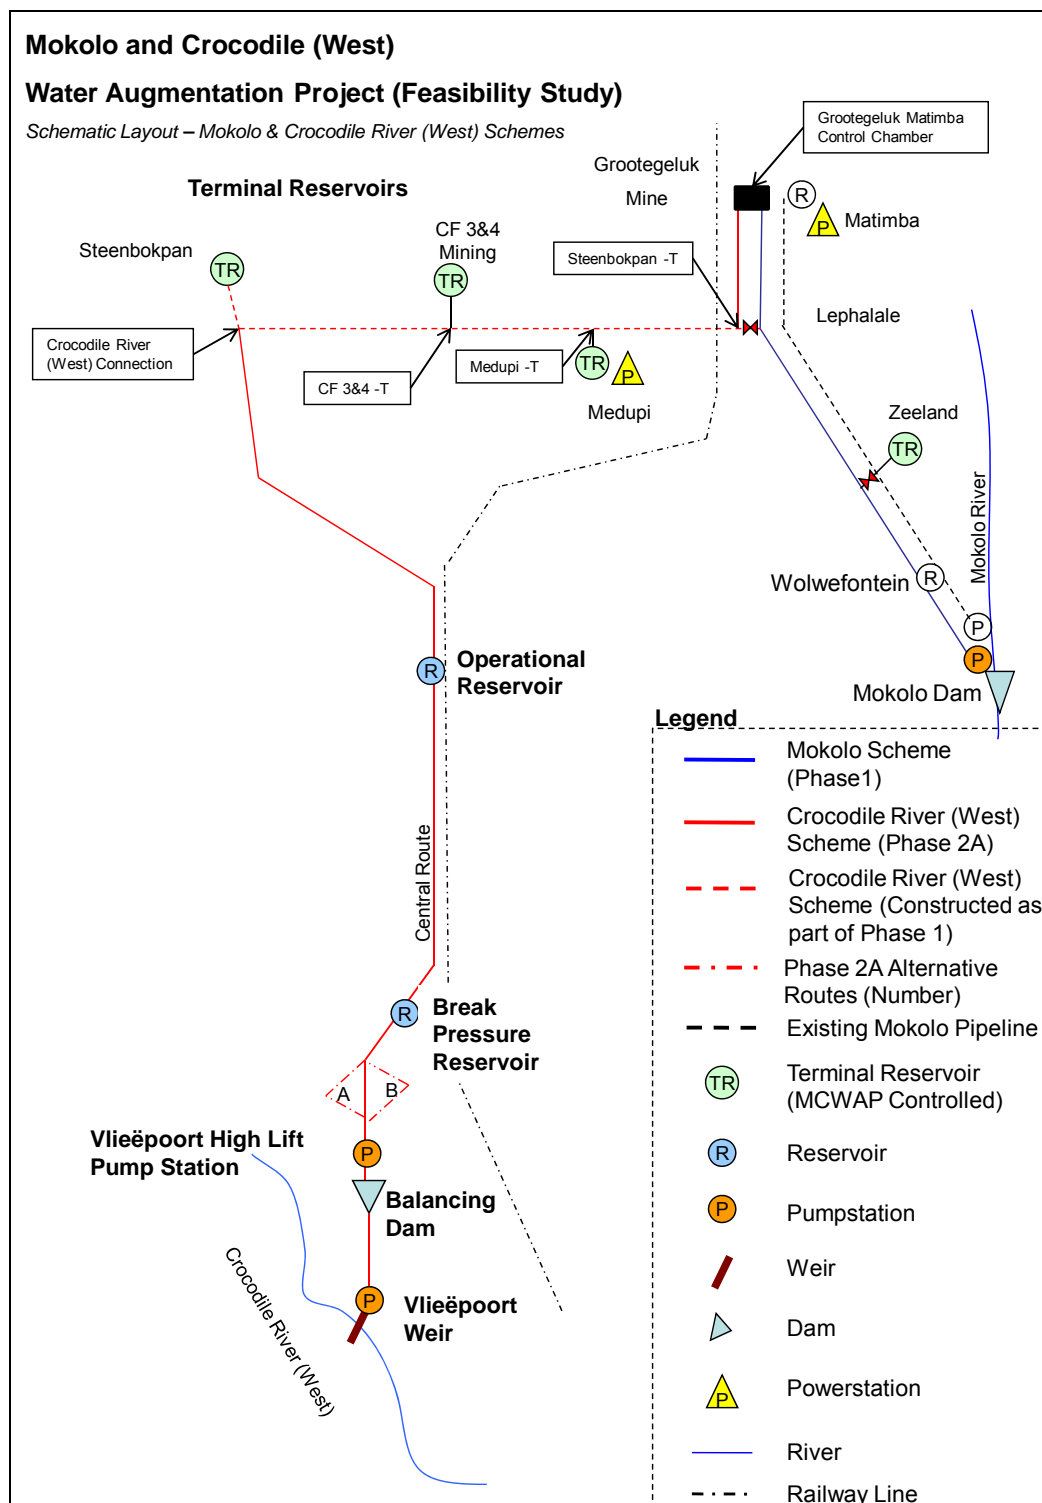 Mokolo and Crocodile (West)
Water Augmentation Project (Feasibility Study)
Schematic Layout – Mokolo & Crocodile River (West) Schemes
Grootegeluk Matimba
Control Chamber
Grootegeluk
Mine
R
P
Matimba
Terminal Reservoirs
Steenbokpan
TR
CF 3&4
Mining
TR
Steenbokpan -T
Lephalale
Crocodile River
(West) Connection
CF 3&4 -T
Medupi -T
TR
P
Medupi
Zeeland
TR
Mokolo River
Wolwefontein
R
P
P
Mokolo Dam
R
Operational
Reservoir
Central Route
R
Break
Pressure
Reservoir
A
B
Vlieëpoort High Lift
Pump Station
P
Balancing
Dam
Crocodile River (West)
P
Vlieëpoort
Weir
Legend
Mokolo Scheme
(Phase1)
Crocodile River (West)
Scheme (Phase 2A)
Crocodile River (West)
Scheme (Constructed as
part of Phase 1)
Phase 2A Alternative
Routes (Number)
Existing Mokolo Pipeline
TR
Terminal Reservoir
(MCWAP Controlled)
R
Reservoir
P
Pumpstation
Weir
Dam
P
Powerstation
River
Railway Line